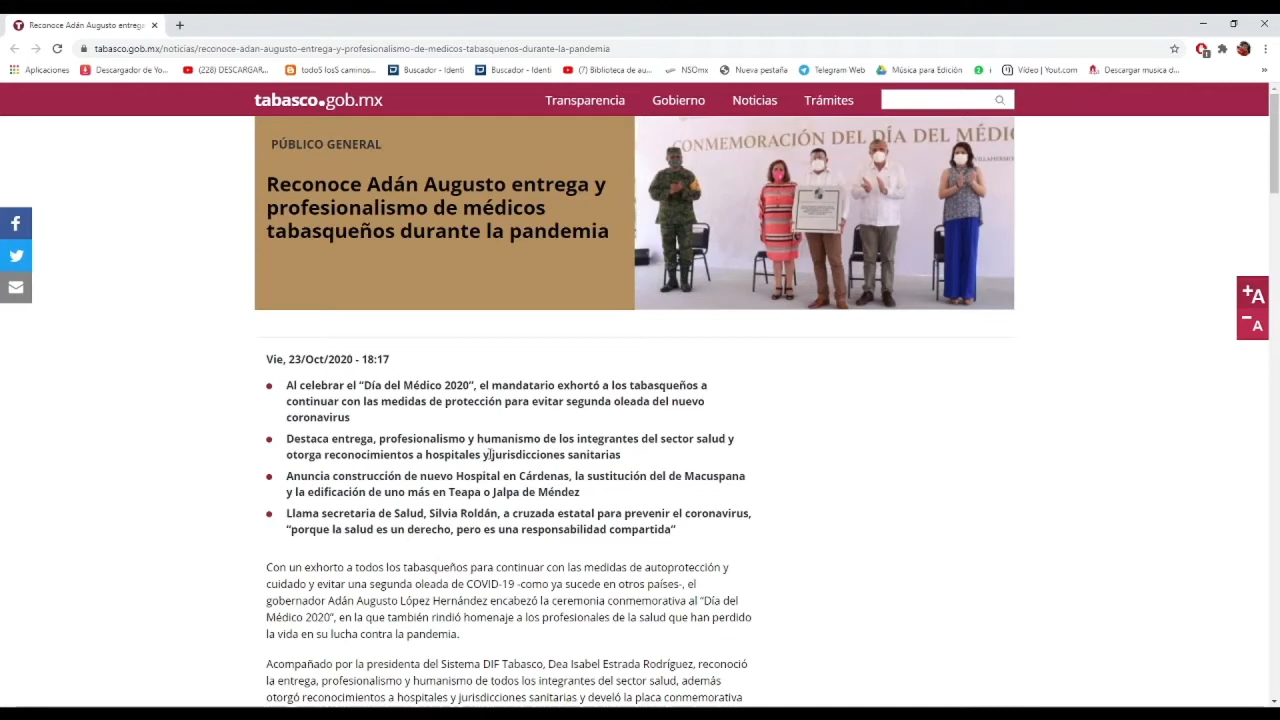 Reconoce Adán Augusto entrega
tabasco.gob.mx/noticias/reconoce-adan-augusto-entrega-y-profesionalismo-de-medicos-tabasquenos-durante-la-pandemia
Aplicaciones
Descargador de Yo...
(228) DESCARGAR...
todoS losS caminos...
Buscador - Identi
Buscador - Identi
(7) Biblioteca de au...
NSOmx
Nueva pestaña
Telegram Web
Música para Edición
Vídeo | Yout.com
Descargar musica d...
tabasco.gob.mx
Transparencia
Gobierno
Noticias
Trámites
PÚBLICO GENERAL
Reconoce Adán Augusto entrega y
profesionalismo de médicos
tabasqueños durante la pandemia
CONMEMORACIÓN DEL DÍA DEL MÉDI
+A
-A
Vie, 23/Oct/2020 - 18:17
Al celebrar el “Día del Médico 2020”, el mandatario exhortó a los tabasqueños a
continuar con las medidas de protección para evitar segunda oleada del nuevo
coronavirus
Destaca entrega, profesionalismo y humanismo de los integrantes del sector salud y
otorga reconocimientos a hospitales y jurisdicciones sanitarias
Anuncia construcción de nuevo Hospital en Cárdenas, la sustitución del de Macuspana
y la edificación de uno más en Teapa o Jalpa de Méndez
Llama secretaria de Salud, Silvia Roldán, a cruzada estatal para prevenir el coronavirus,
“porque la salud es un derecho, pero es una responsabilidad compartida”
Con un exhorto a todos los tabasqueños para continuar con las medidas de autoprotección y
cuidado y evitar una segunda oleada de COVID-19 -como ya sucede en otros países-, el
gobernador Adán Augusto López Hernández encabezó la ceremonia conmemorativa al “Día del
Médico 2020”, en la que también rindió homenaje a los profesionales de la salud que han perdido
la vida en su lucha contra la pandemia.
Acompañado por la presidenta del Sistema DIF Tabasco, Dea Isabel Estrada Rodríguez, reconoció
la entrega, profesionalismo y humanismo de todos los integrantes del sector salud, además
otorgó reconocimientos a hospitales y jurisdicciones sanitarias y develó la placa conmemorativa